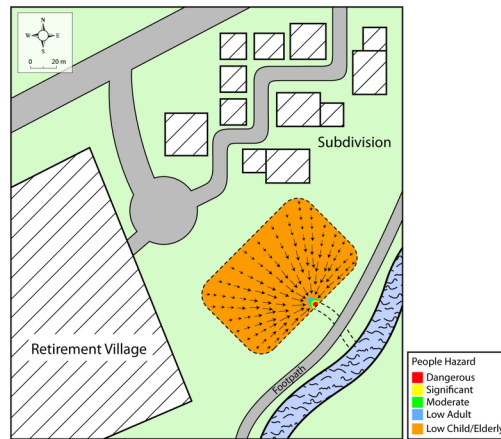 N
W E
S
0 20 m
Subdivision
Retirement Village
Footpath
People Hazard
Dangerous
Significant
Moderate
Low Adult
Low Child/Elderly